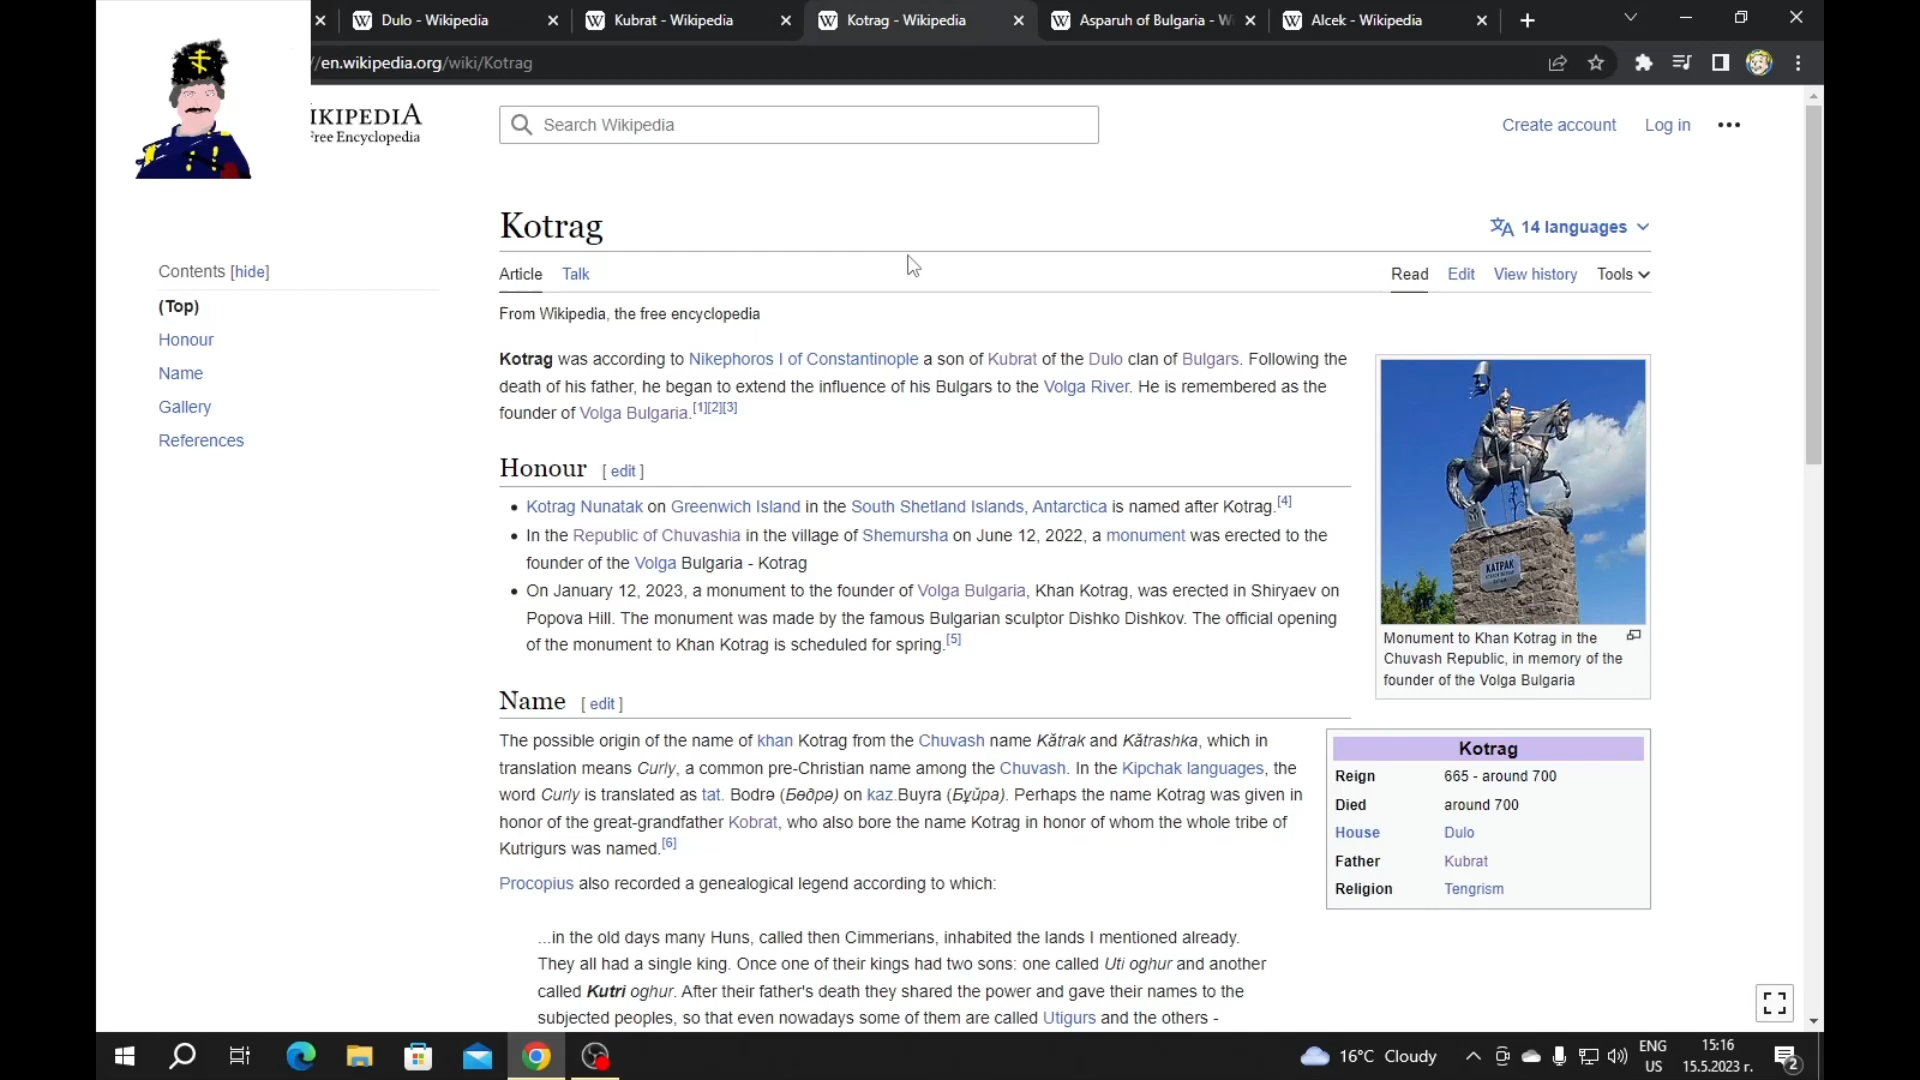 Dulo - Wikipedia
Kubrat - Wikipedia
Kotrag - Wikipedia
Asparuh of Bulgaria - W
Alcek - Wikipedia
//en.wikipedia.org/wiki/Kotrag
IKIPEDIA
Free Encyclopedia
Search Wikipedia
Create account
Log in
Kotrag
14 languages
Contents [hide]
(Top)
Honour
Name
Gallery
References
Article
Talk
Read
Edit
View history
Tools
From Wikipedia, the free encyclopedia
Kotrag was according to Nikephoros I of Constantinople a son of Kubrat of the Dulo clan of Bulgars. Following the
death of his father, he began to extend the influence of his Bulgars to the Volga River. He is remembered as the
founder of Volga Bulgaria.[1][2][3]
Honour [ edit ]
• Kotrag Nunatak on Greenwich Island in the South Shetland Islands, Antarctica is named after Kotrag.[4]
• In the Republic of Chuvashia in the village of Shemursha on June 12, 2022, a monument was erected to the
founder of the Volga Bulgaria - Kotrag
• On January 12, 2023, a monument to the founder of Volga Bulgaria, Khan Kotrag, was erected in Shiryaev on
Popova Hill. The monument was made by the famous Bulgarian sculptor Dishko Dishkov. The official opening
of the monument to Khan Kotrag is scheduled for spring.[5]
КАТРАК
Monument to Khan Kotrag in the
Chuvash Republic, in memory of the
founder of the Volga Bulgaria
Name [ edit ]
The possible origin of the name of khan Kotrag from the Chuvash name Kătrak and Kătrashka, which in
translation means Curly, a common pre-Christian name among the Chuvash. In the Kipchak languages, the
word Curly is translated as tat. Bodrə (Бөдрә) on kaz.Buyra (Бұйра). Perhaps the name Kotrag was given in
honor of the great-grandfather Kobrat, who also bore the name Kotrag in honor of whom the whole tribe of
Kutrigurs was named.[6]
Procopius also recorded a genealogical legend according to which:
...in the old days many Huns, called then Cimmerians, inhabited the lands I mentioned already.
They all had a single king. Once one of their kings had two sons: one called Uti oghur and another
called Kutri oghur. After their father's death they shared the power and gave their names to the
subjected peoples, so that even nowadays some of them are called Utigurs and the others -
Kotrag
Reign 665 - around 700
Died around 700
House Dulo
Father Kubrat
Religion Tengrism
16°C Cloudy
ENG
US
15:16
15.5.2023 г.
2